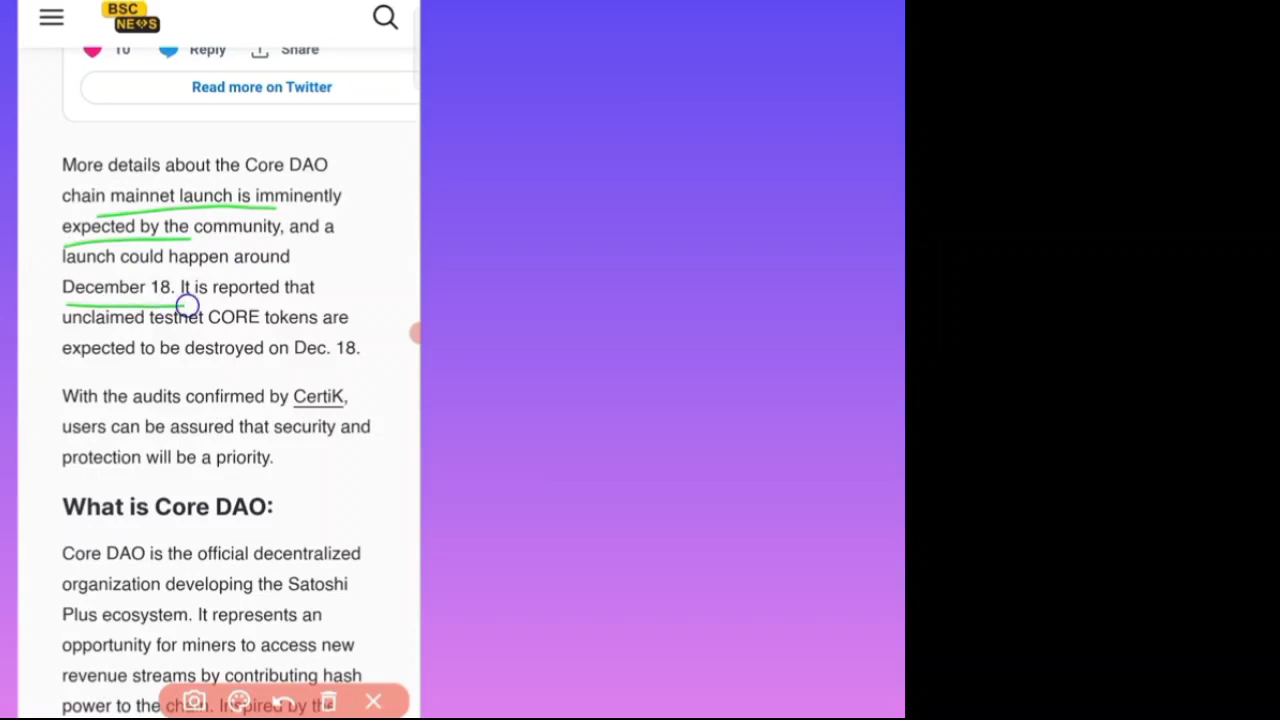 BSC
NEWS
10 Reply Share
Read more on Twitter
More details about the Core DAO
chain mainnet launch is imminently
expected by the community, and a
launch could happen around
December 18. It is reported that
unclaimed testnet CORE tokens are
expected to be destroyed on Dec. 18.
With the audits confirmed by CertiK,
users can be assured that security and
protection will be a priority.
What is Core DAO:
Core DAO is the official decentralized
organization developing the Satoshi
Plus ecosystem. It represents an
opportunity for miners to access new
revenue streams by contributing hash
power to the chain. Inspired by the